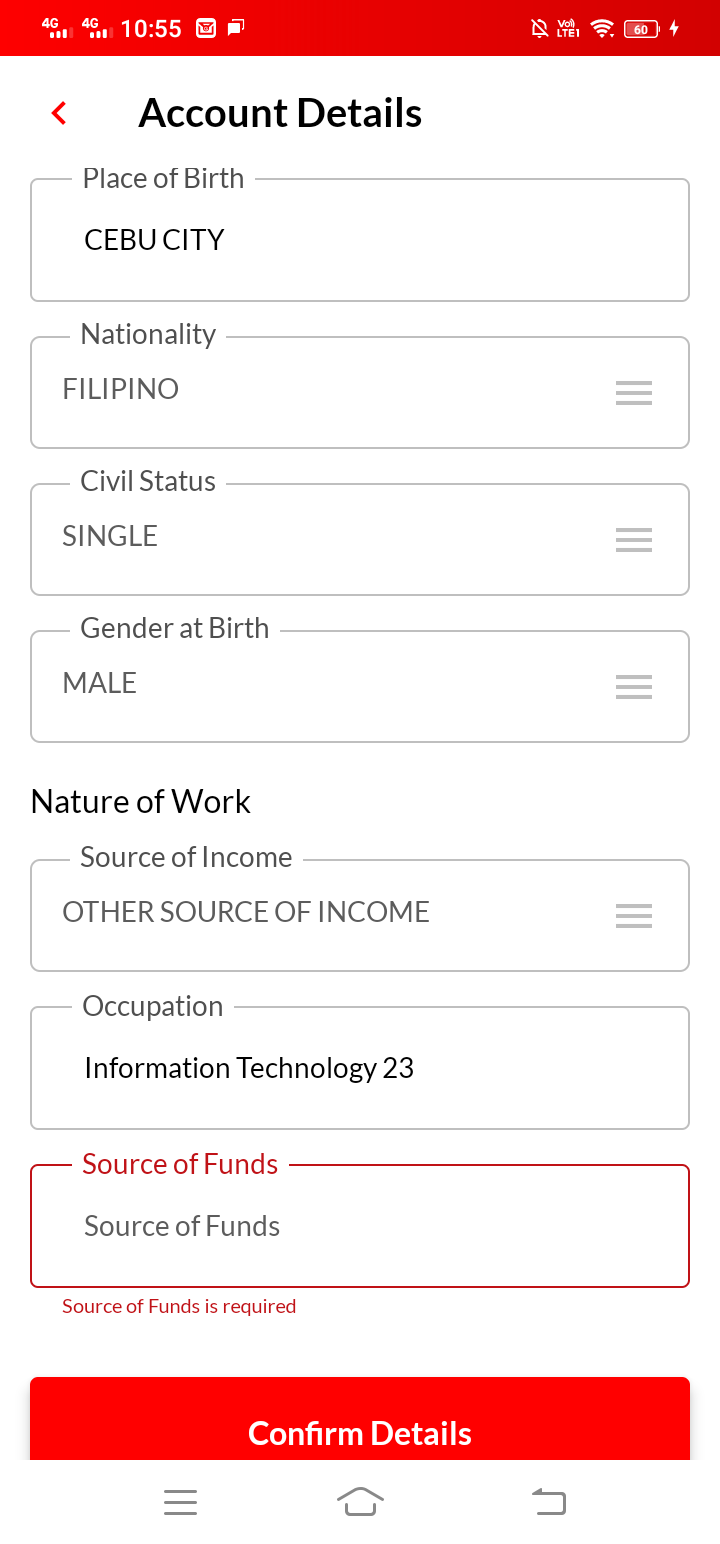 4G 4G 10:55 Vo) LTE1 60
Account Details
Place of Birth
CEBU CITY
Nationality
FILIPINO
Civil Status
SINGLE
Gender at Birth
MALE
Nature of Work
Source of Income
OTHER SOURCE OF INCOME
Occupation
Information Technology 23
Source of Funds
Source of Funds
Source of Funds is required
Confirm Details